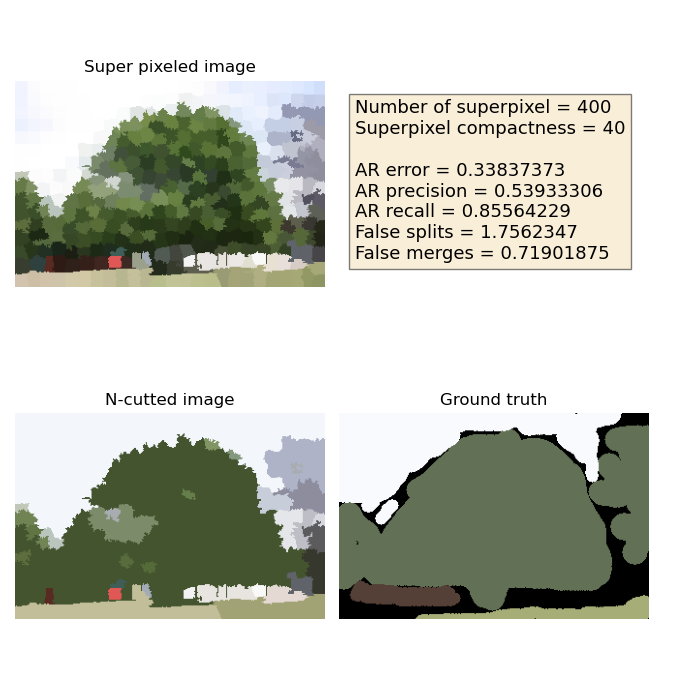 Super pixeled image
Number of superpixel = 400
Superpixel compactness = 40
AR error = 0.33837373
AR precision = 0.53933306
AR recall = 0.85564229
False splits = 1.7562347
False merges = 0.71901875
N-cutted image
Ground truth